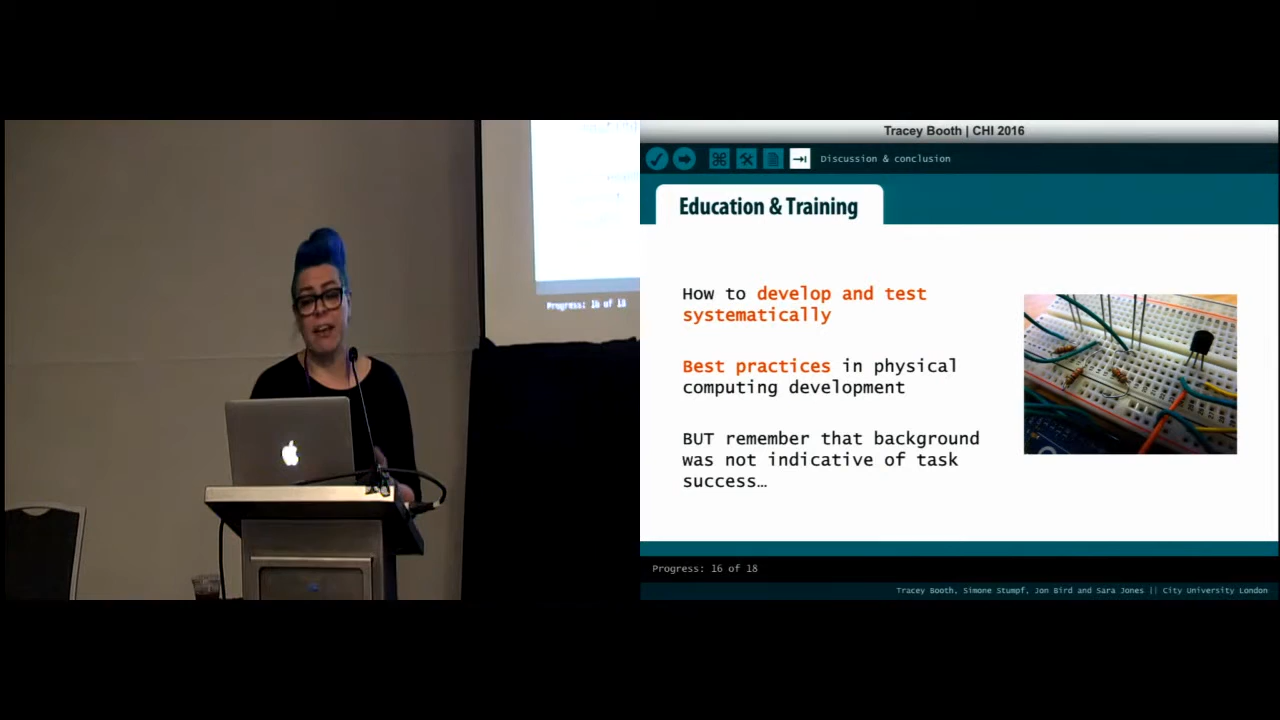 Progress: 16 of 18
Tracey Booth | CHI 2016
Discussion & conclusion
Education & Training
How to develop and test
systematically
Best practices in physical
computing development
BUT remember that background
was not indicative of task
success…
Progress: 16 of 18
Tracey Booth, Simone Stumpf, Jon Bird and Sara Jones || City University London